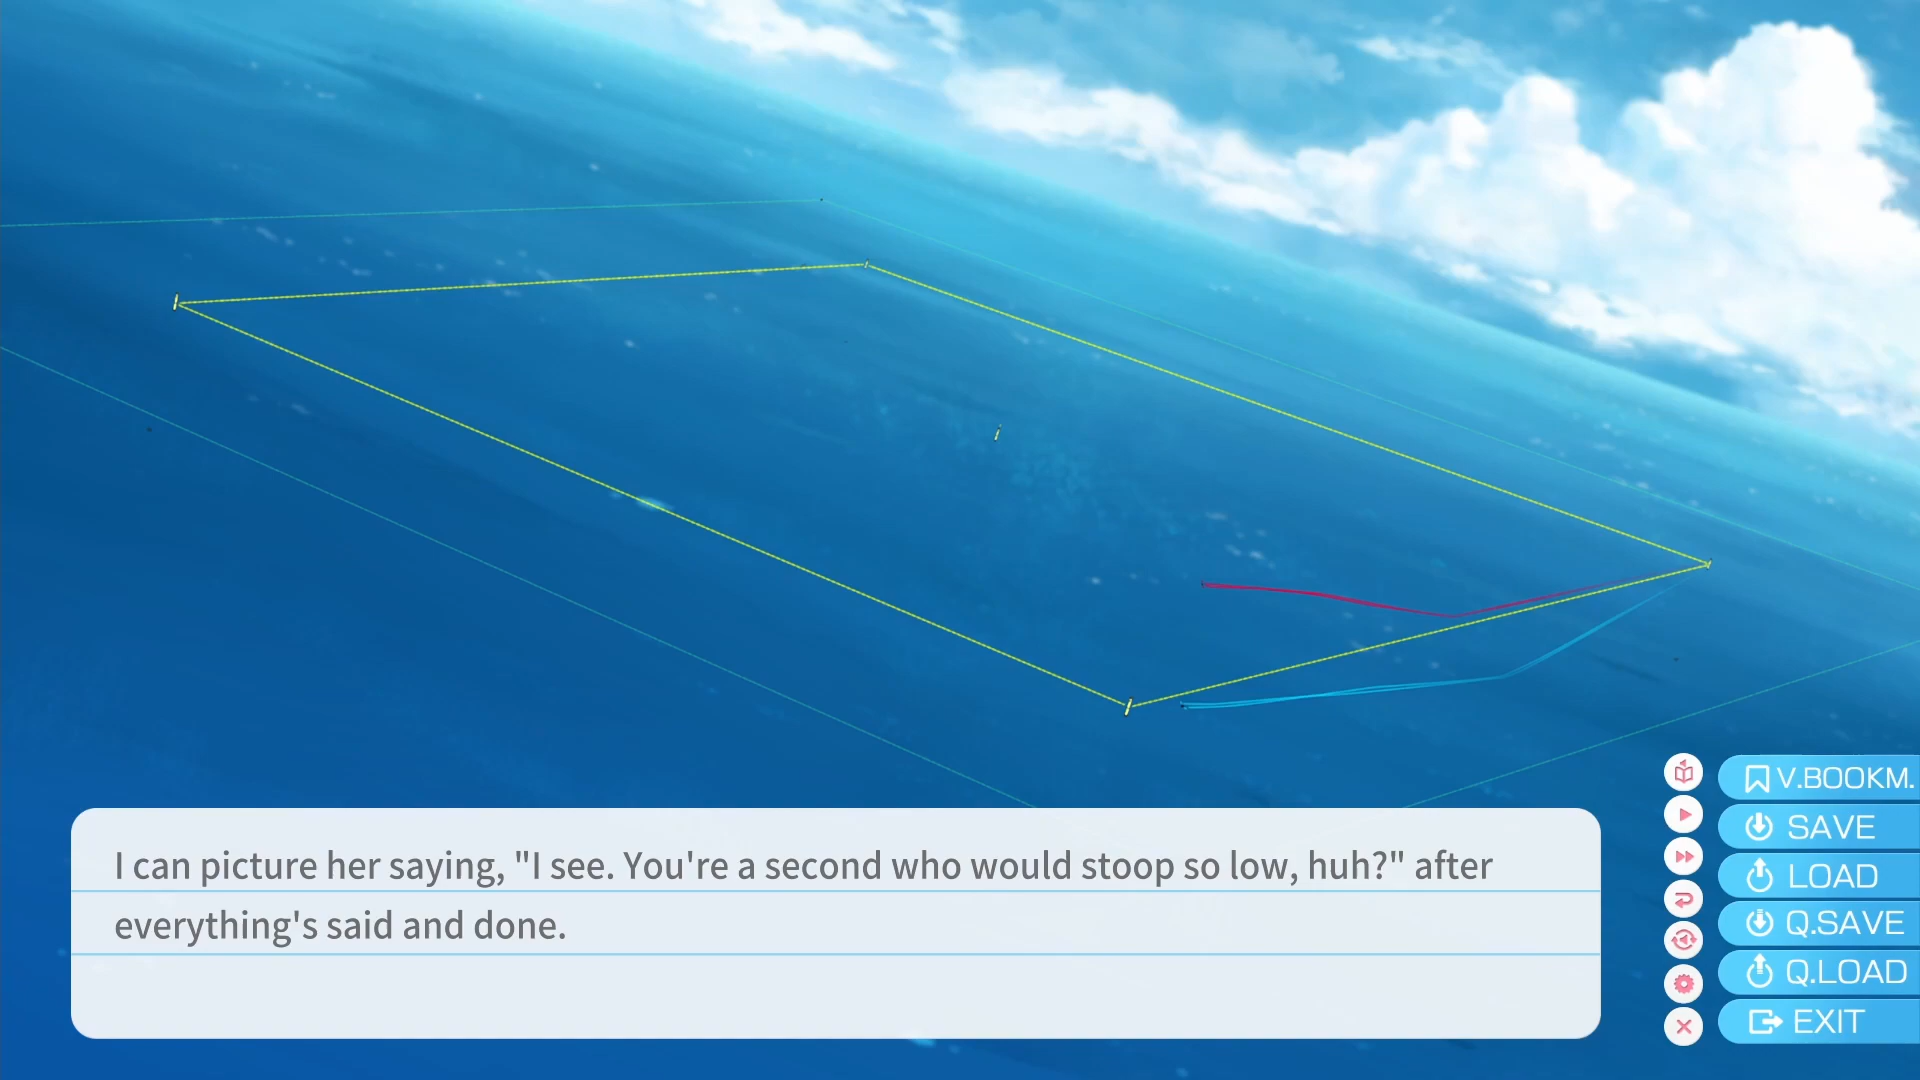 I can picture her saying, "I see. You're a second who would stoop so low, huh?" after
everything's said and done.
V.BOOKM.
SAVE
LOAD
Q.SAVE
Q.LOAD
EXIT